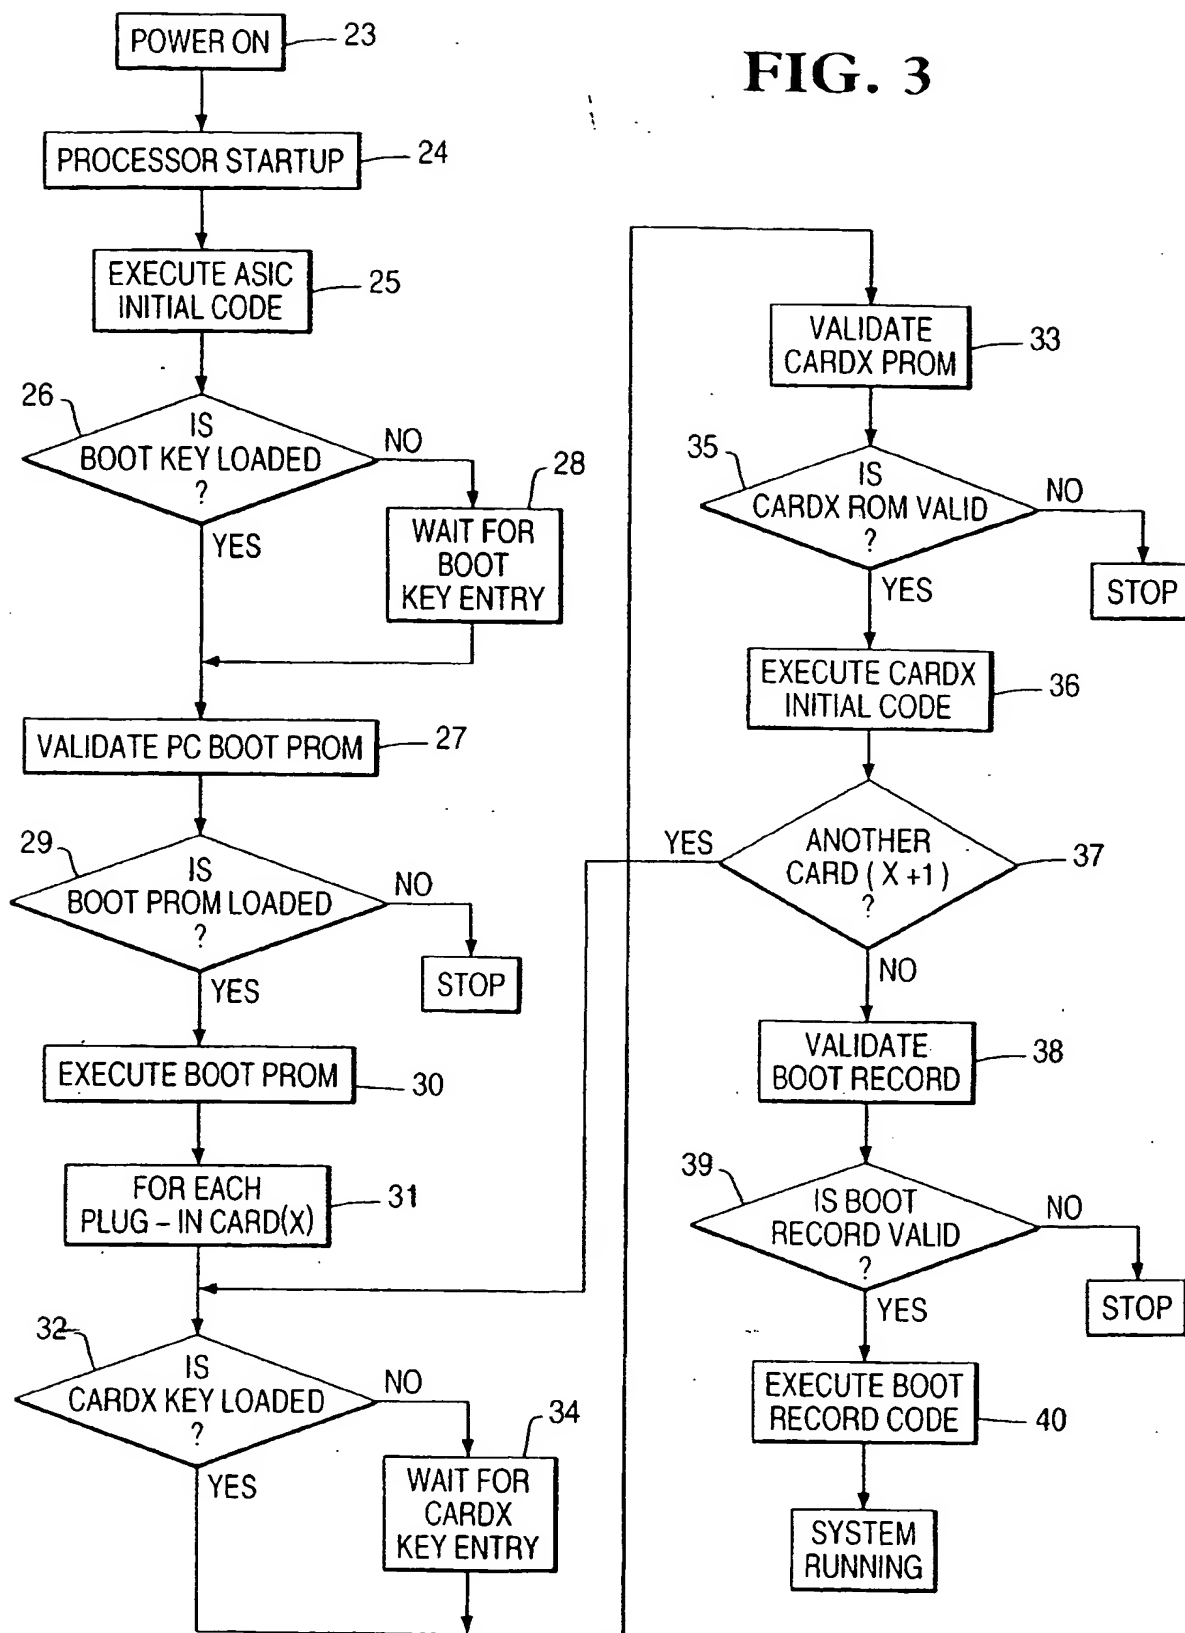 FIG. 3
POWER ON
23
PROCESSOR STARTUP
24
EXECUTE ASIC
INITIAL CODE
25
26
IS
BOOT KEY LOADED
?
NO
YES
28
WAIT FOR
BOOT
KEY ENTRY
VALIDATE PC BOOT PROM
27
29
IS
BOOT PROM LOADED
?
NO
STOP
YES
EXECUTE BOOT PROM
30
FOR EACH
PLUG - IN CARD(X)
31
32
IS
CARDX KEY LOADED
?
NO
YES
34
WAIT FOR
CARDX
KEY ENTRY
VALIDATE
CARDX PROM
33
35
IS
CARDX ROM VALID
?
NO
STOP
YES
EXECUTE CARDX
INITIAL CODE
36
YES
ANOTHER
CARD ( X +1 )
?
37
NO
VALIDATE
BOOT RECORD
38
39
IS BOOT
RECORD VALID
?
NO
STOP
YES
EXECUTE BOOT
RECORD CODE
40
SYSTEM
RUNNING